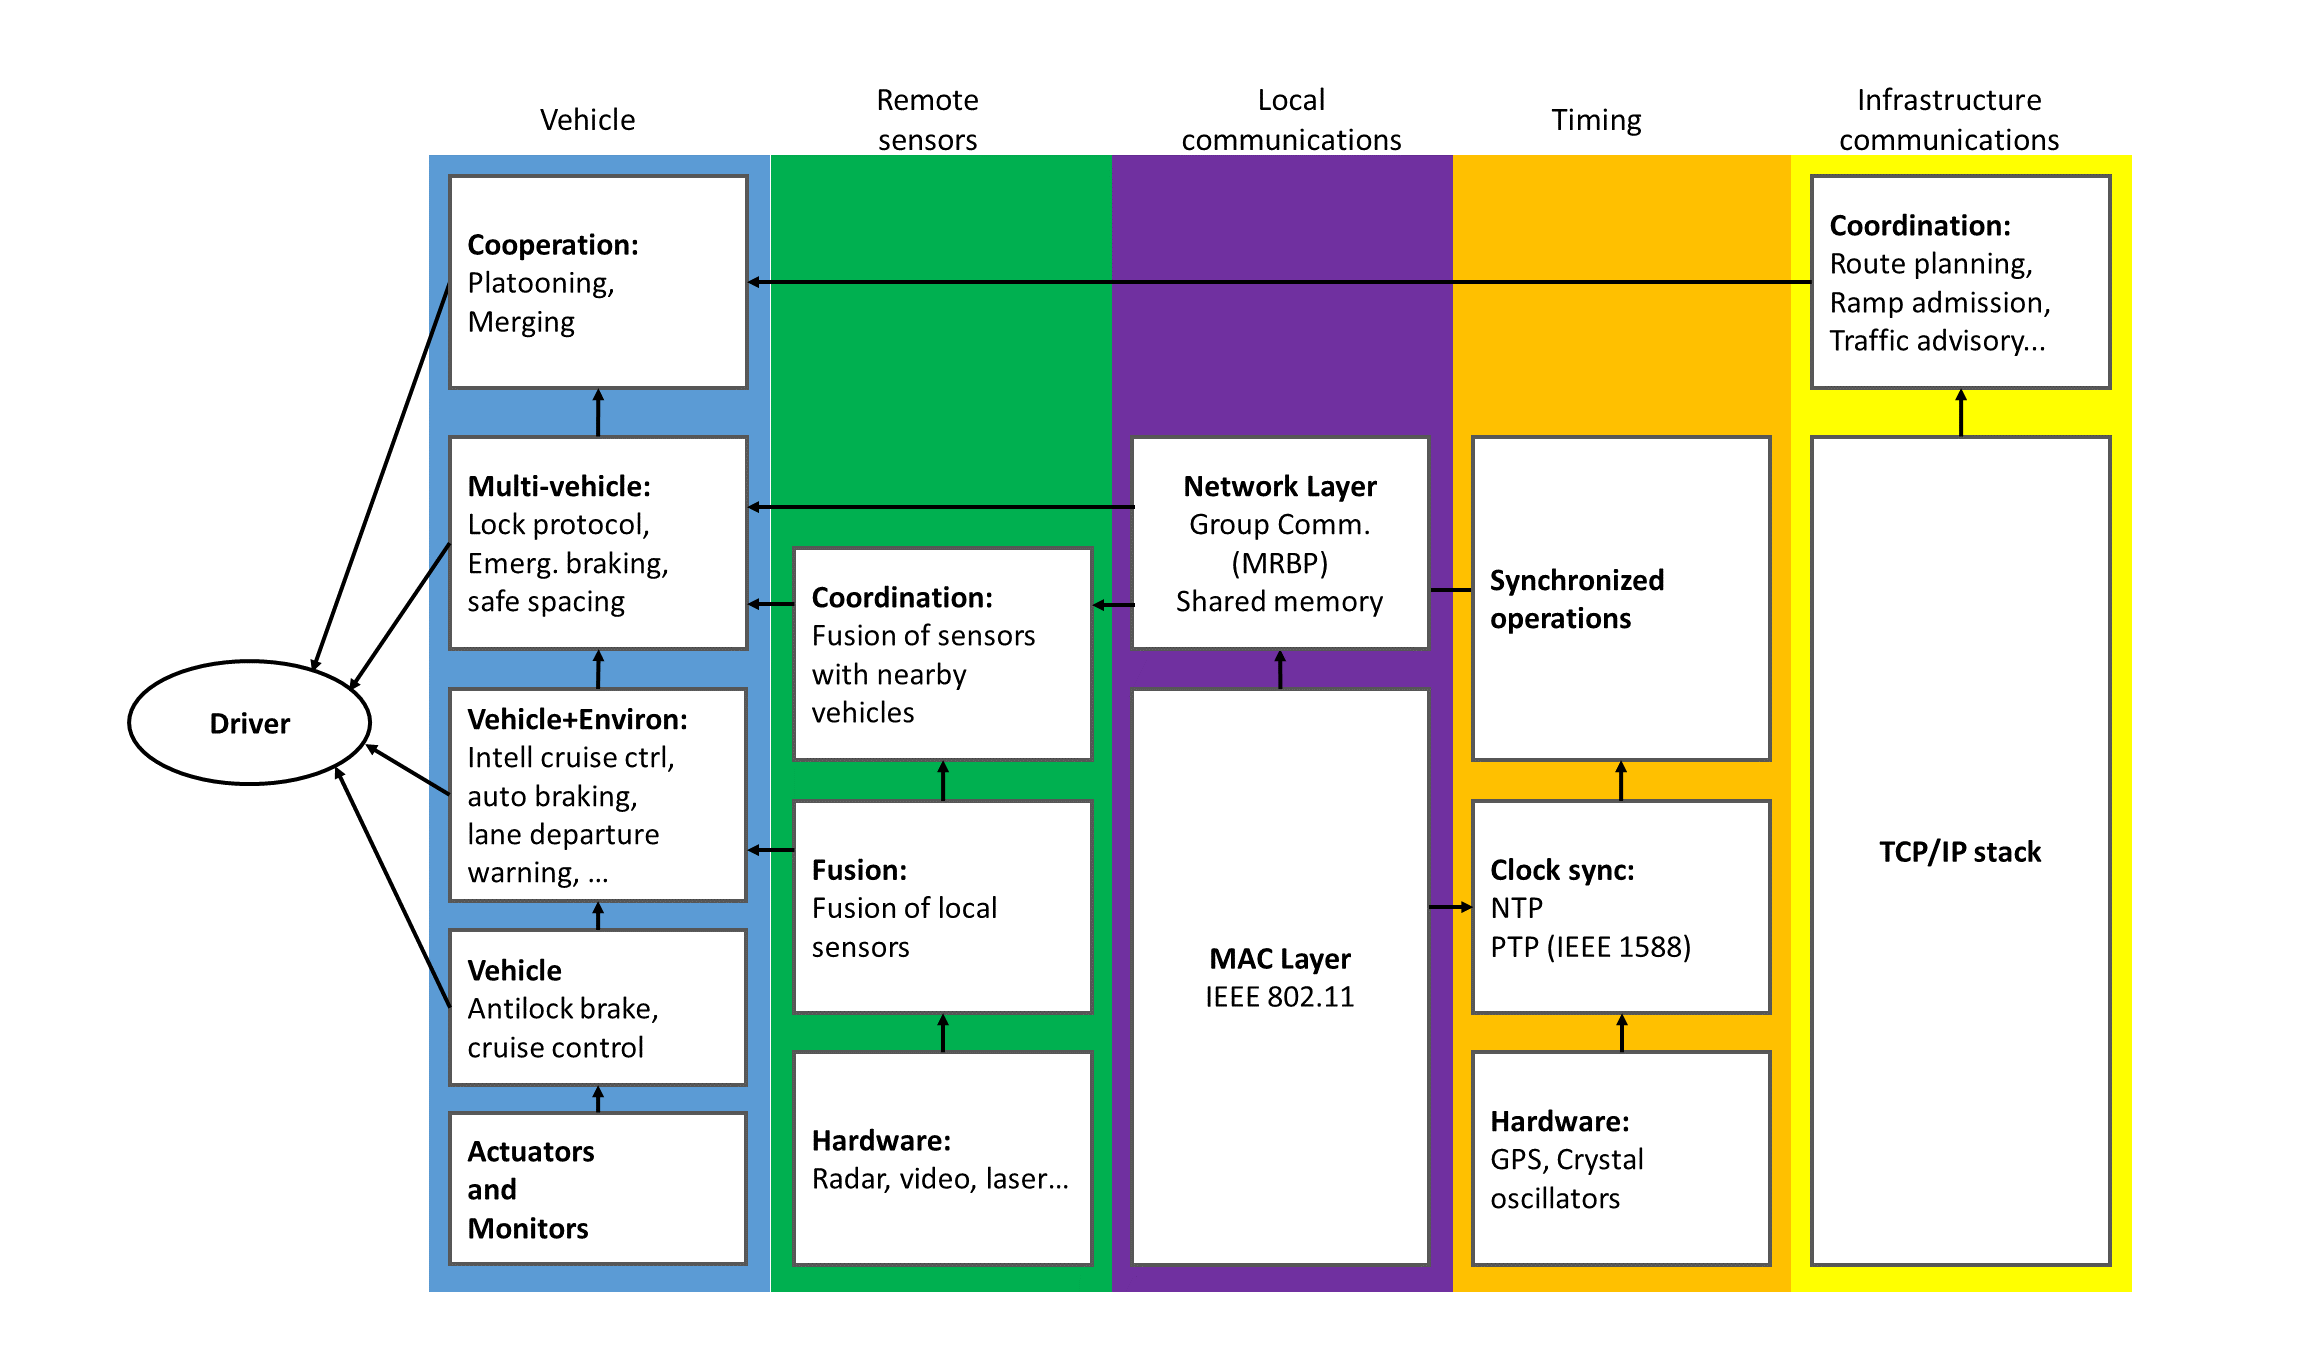 Vehicle
Remote
sensors
Local
communications
Timing
Infrastructure
communications
Cooperation:
Platooning,
Merging
Coordination:
Route planning,
Ramp admission,
Traffic advisory...
Multi-vehicle:
Lock protocol,
Emerg. braking,
safe spacing
Network Layer
Group Comm.
(MRBP)
Shared memory
Coordination:
Fusion of sensors
with nearby
vehicles
Synchronized
operations
Driver
Vehicle+Environ:
Intell cruise ctrl,
auto braking,
lane departure
warning, ...
Fusion:
Fusion of local
sensors
Clock sync:
NTP
PTP (IEEE 1588)
TCP/IP stack
Vehicle
Antilock brake,
cruise control
MAC Layer
IEEE 802.11
Actuators
and
Monitors
Hardware:
Radar, video, laser...
Hardware:
GPS, Crystal
oscillators